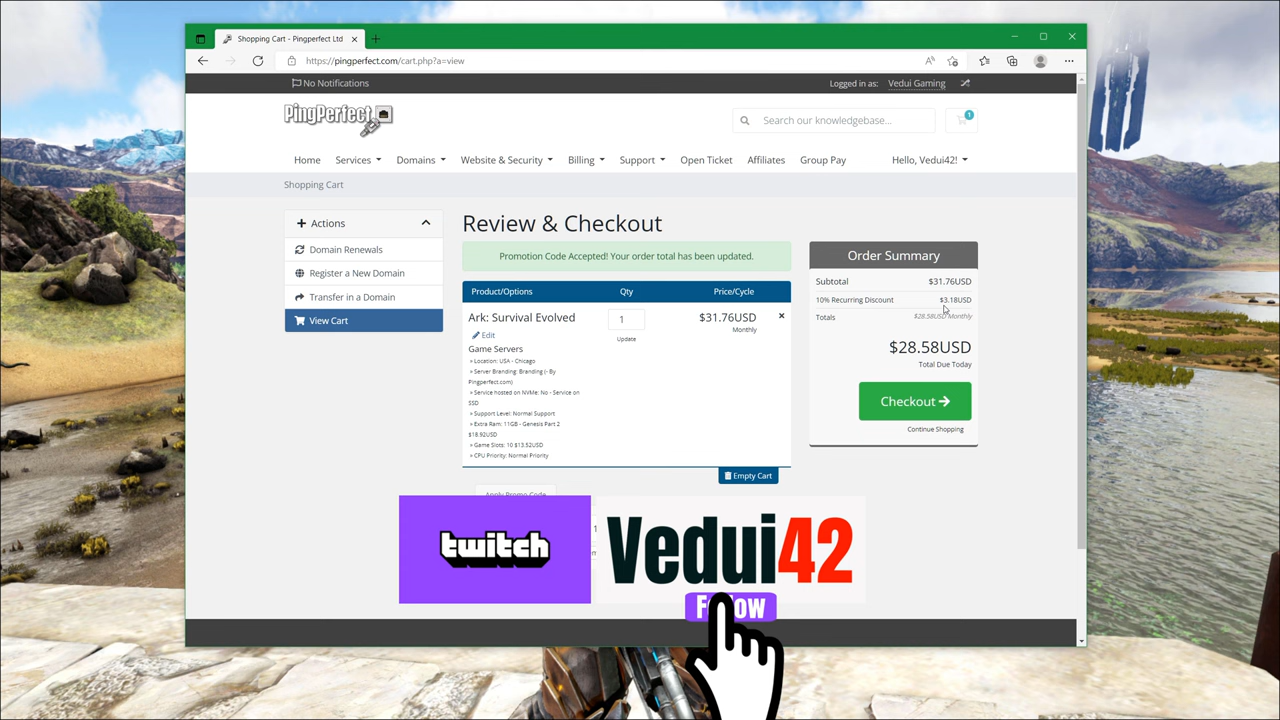 Shopping Cart - Pingperfect Ltd
https://pingperfect.com/cart.php?a=view
No Notifications
Logged in as: Vedui Gaming
PingPerfect
Search our knowledgebase...
1
Home Services Domains Website & Security Billing Support Open Ticket Affiliates Group Pay Hello, Vedui42!
Shopping Cart
Actions
Domain Renewals
Register a New Domain
Transfer in a Domain
View Cart
Review & Checkout
Promotion Code Accepted! Your order total has been updated.
Product/Options Qty Price/Cycle
Ark: Survival Evolved 1 $31.76USD
Update Monthly
Edit
Game Servers
» Location: USA - Chicago
» Server Branding: Branding (- By
Pingperfect.com)
» Service hosted on NVMe: No - Service on
SSD
» Support Level: Normal Support
» Extra Ram: 11GB - Genesis Part 2
$18.92USD
» Game Slots: 10 $13.52USD
» CPU Priority: Normal Priority
Empty Cart
Apply Promo Code
Order Summary
Subtotal $31.76USD
10% Recurring Discount $3.18USD
Totals $28.58USD Monthly
$28.58USD
Total Due Today
Checkout
Continue Shopping
twitch
Vedui42